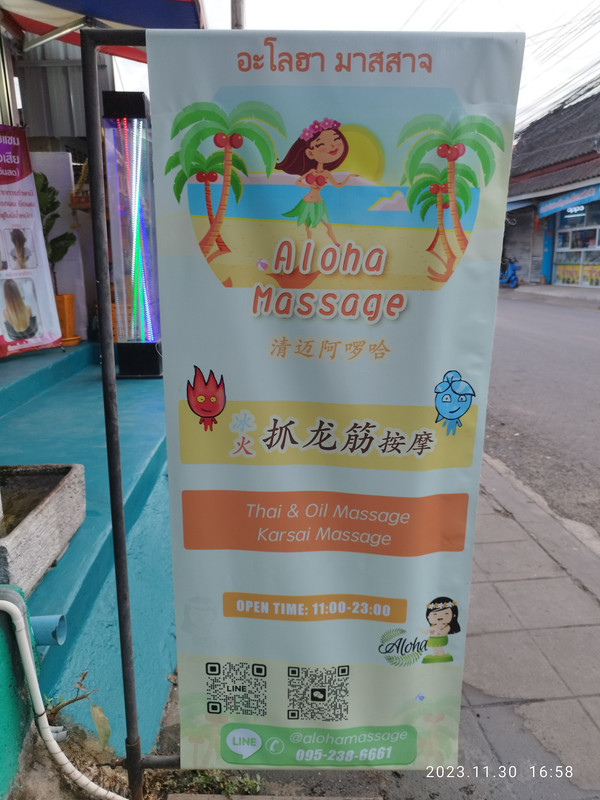 อะโลฮา มาสสาจ
Aloha
Massage
清迈阿啰哈
冰火 抓龙筋按摩
Thai & Oil Massage
Karsai Massage
OPEN TIME: 11:00-23:00
Aloha
LINE
LINE @alohamassage
095-238-6661
2023.11.30 16:58